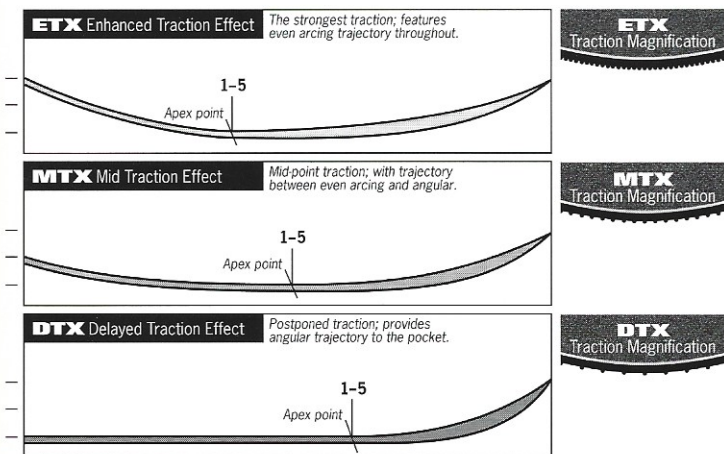 ETX Enhanced Traction Effect
The strongest traction; features
even arcing trajectory throughout.
1–5
Apex point
ETX
Traction Magnification
MTX Mid Traction Effect
Mid-point traction; with trajectory
between even arcing and angular.
1–5
Apex point
MTX
Traction Magnification
DTX Delayed Traction Effect
Postponed traction; provides
angular trajectory to the pocket.
1–5
Apex point
DTX
Traction Magnification